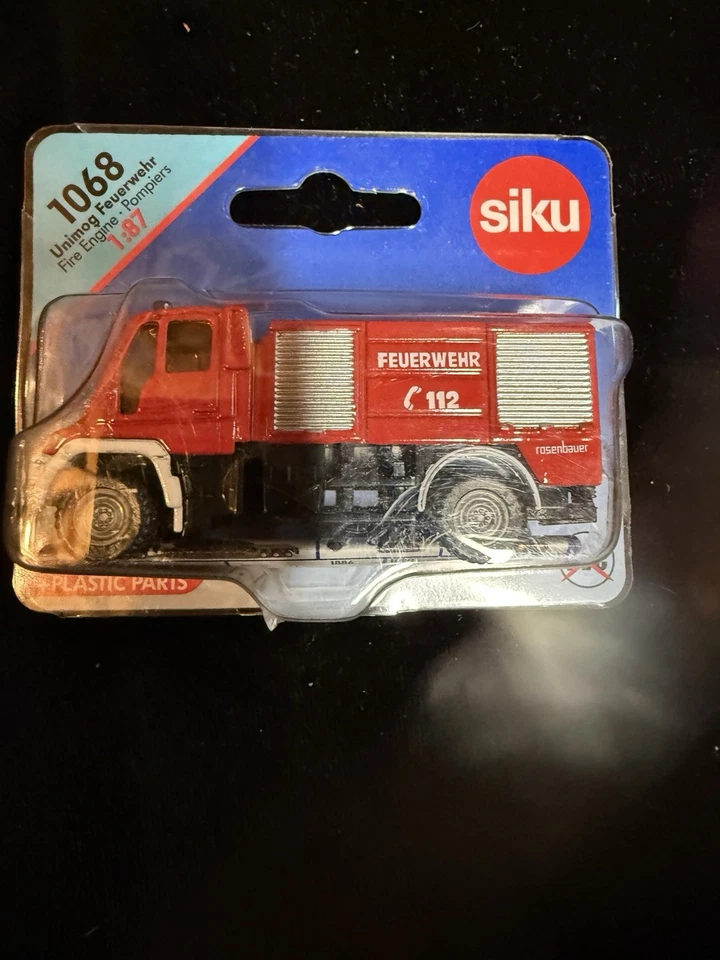 1068
Unimog Feuerwehr
Fire Engine · Pompiers
1:87
siku
FEUERWEHR
112
rosenbauer
PLASTIC PARTS